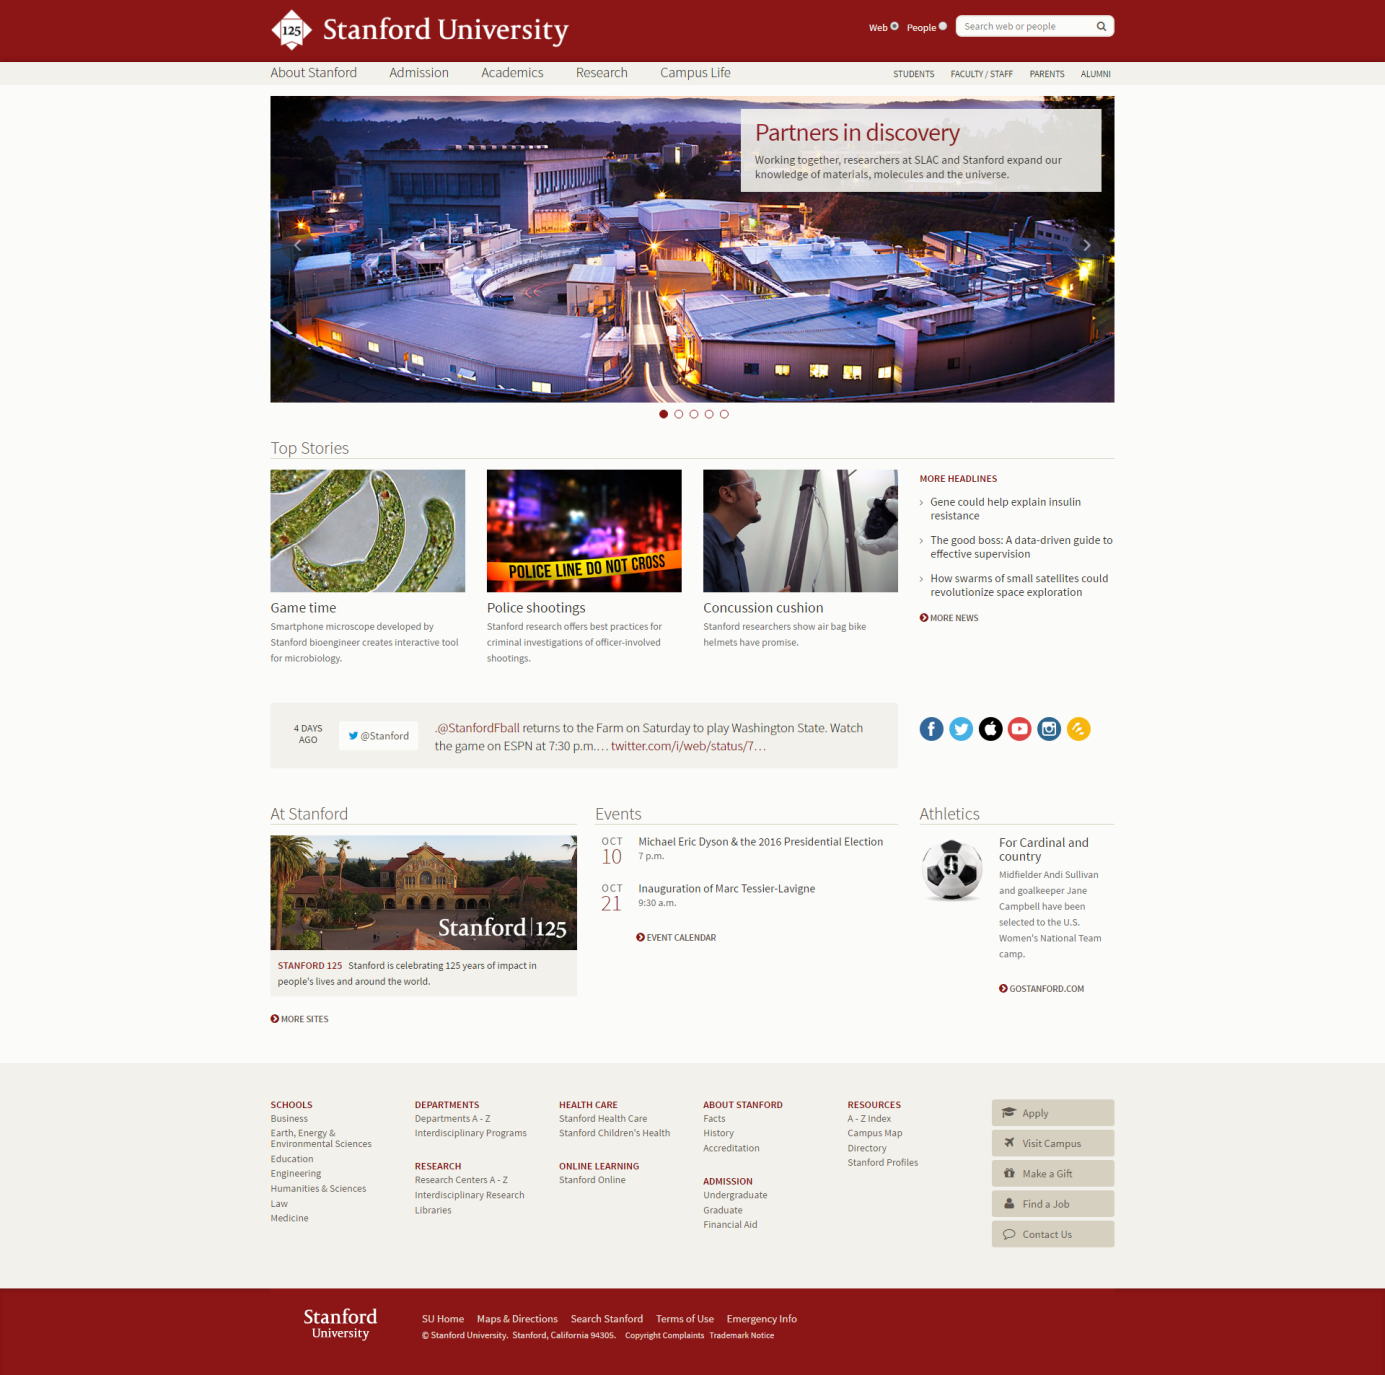 125 Stanford University
Web People Search web or people
About Stanford Admission Academics Research Campus Life STUDENTS FACULTY / STAFF PARENTS ALUMNI
Partners in discovery
Working together, researchers at SLAC and Stanford expand our
knowledge of materials, molecules and the universe.
Top Stories
POLICE LINE DO NOT CROSS
Game time
Smartphone microscope developed by
Stanford bioengineer creates interactive tool
for microbiology.
Police shootings
Stanford research offers best practices for
criminal investigations of officer-involved
shootings.
Concussion cushion
Stanford researchers show air bag bike
helmets have promise.
MORE HEADLINES
Gene could help explain insulin
resistance
The good boss: A data-driven guide to
effective supervision
How swarms of small satellites could
revolutionize space exploration
MORE NEWS
4 DAYS
AGO
@Stanford
.@StanfordFball returns to the Farm on Saturday to play Washington State. Watch
the game on ESPN at 7:30 p.m.… twitter.com/i/web/status/7…
At Stanford
Stanford 125
STANFORD 125 Stanford is celebrating 125 years of impact in
people's lives and around the world.
MORE SITES
Events
OCT
10
Michael Eric Dyson & the 2016 Presidential Election
7 p.m.
OCT
21
Inauguration of Marc Tessier-Lavigne
9:30 a.m.
EVENT CALENDAR
Athletics
S
For Cardinal and
country
Midfielder Andi Sullivan
and goalkeeper Jane
Campbell have been
selected to the U.S.
Women's National Team
camp.
GOSTANFORD.COM
SCHOOLS
Business
Earth, Energy &
Environmental Sciences
Education
Engineering
Humanities & Sciences
Law
Medicine
DEPARTMENTS
Departments A - Z
Interdisciplinary Programs
RESEARCH
Research Centers A - Z
Interdisciplinary Research
Libraries
HEALTH CARE
Stanford Health Care
Stanford Children's Health
ONLINE LEARNING
Stanford Online
ABOUT STANFORD
Facts
History
Accreditation
ADMISSION
Undergraduate
Graduate
Financial Aid
RESOURCES
A - Z Index
Campus Map
Directory
Stanford Profiles
Apply
Visit Campus
Make a Gift
Find a Job
Contact Us
Stanford
University
SU Home Maps & Directions Search Stanford Terms of Use Emergency Info
© Stanford University. Stanford, California 94305. Copyright Complaints Trademark Notice